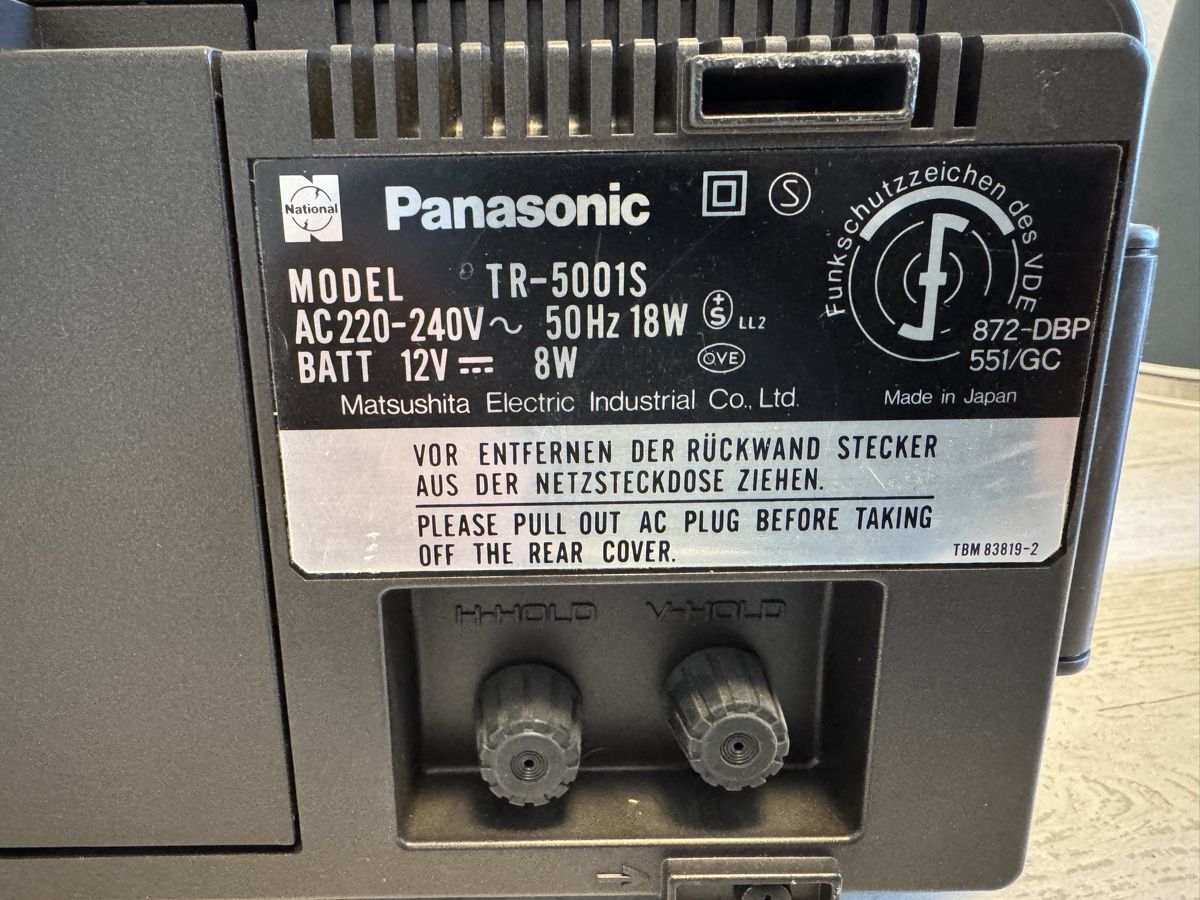 National
Panasonic
S
Funkschutzzeichen des VDE
MODEL TR-5001S
AC220-240V~ 50Hz 18W
+S LL2
872-DBP
551/GC
BATT 12V⎓ 8W
OVE
Matsushita Electric Industrial Co., Ltd.
Made in Japan
VOR ENTFERNEN DER RÜCKWAND STECKER
AUS DER NETZSTECKDOSE ZIEHEN.
PLEASE PULL OUT AC PLUG BEFORE TAKING
OFF THE REAR COVER.
TBM 83819-2
H-HOLD
V-HOLD